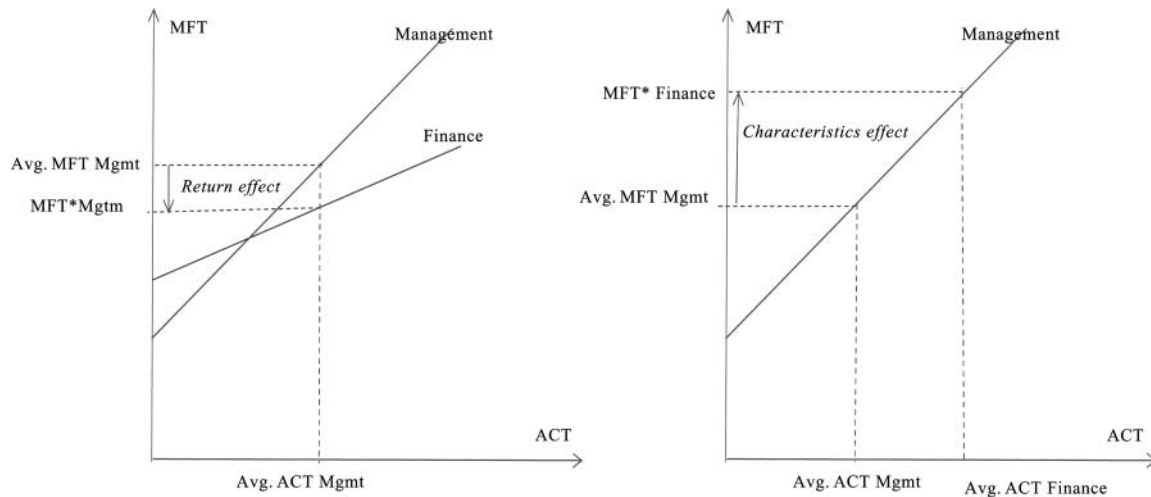 MFT
Management
Finance
Avg. MFT Mgmt
Return effect
MFT*Mgtm
ACT
Avg. ACT Mgmt
MFT
Management
MFT* Finance
Characteristics effect
Avg. MFT Mgmt
ACT
Avg. ACT Mgmt
Avg. ACT Finance